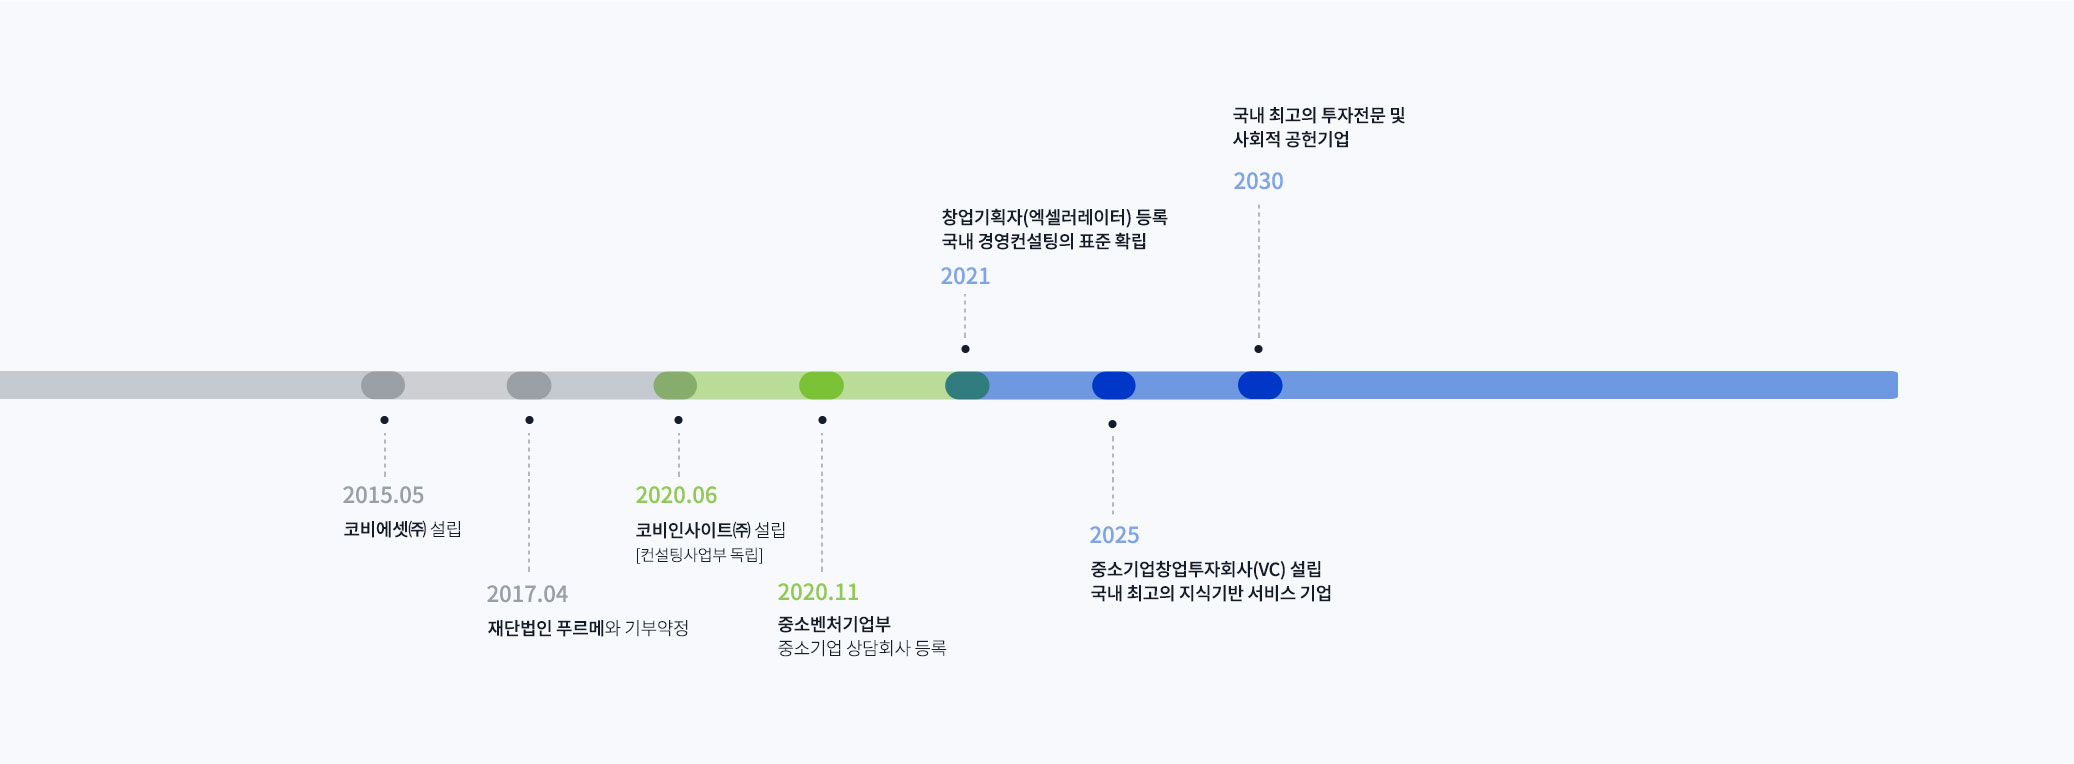 국내 최고의 투자전문 및
사회적 공헌기업
2030
창업기획자(엑셀러레이터) 등록
국내 경영컨설팅의 표준 확립
2021
2015.05
코비에셋㈜ 설립
2017.04
재단법인 푸르메와 기부약정
2020.06
코비인사이트㈜ 설립
[컨설팅사업부 독립]
2020.11
중소벤처기업부
중소기업 상담회사 등록
2025
중소기업창업투자회사(VC) 설립
국내 최고의 지식기반 서비스 기업